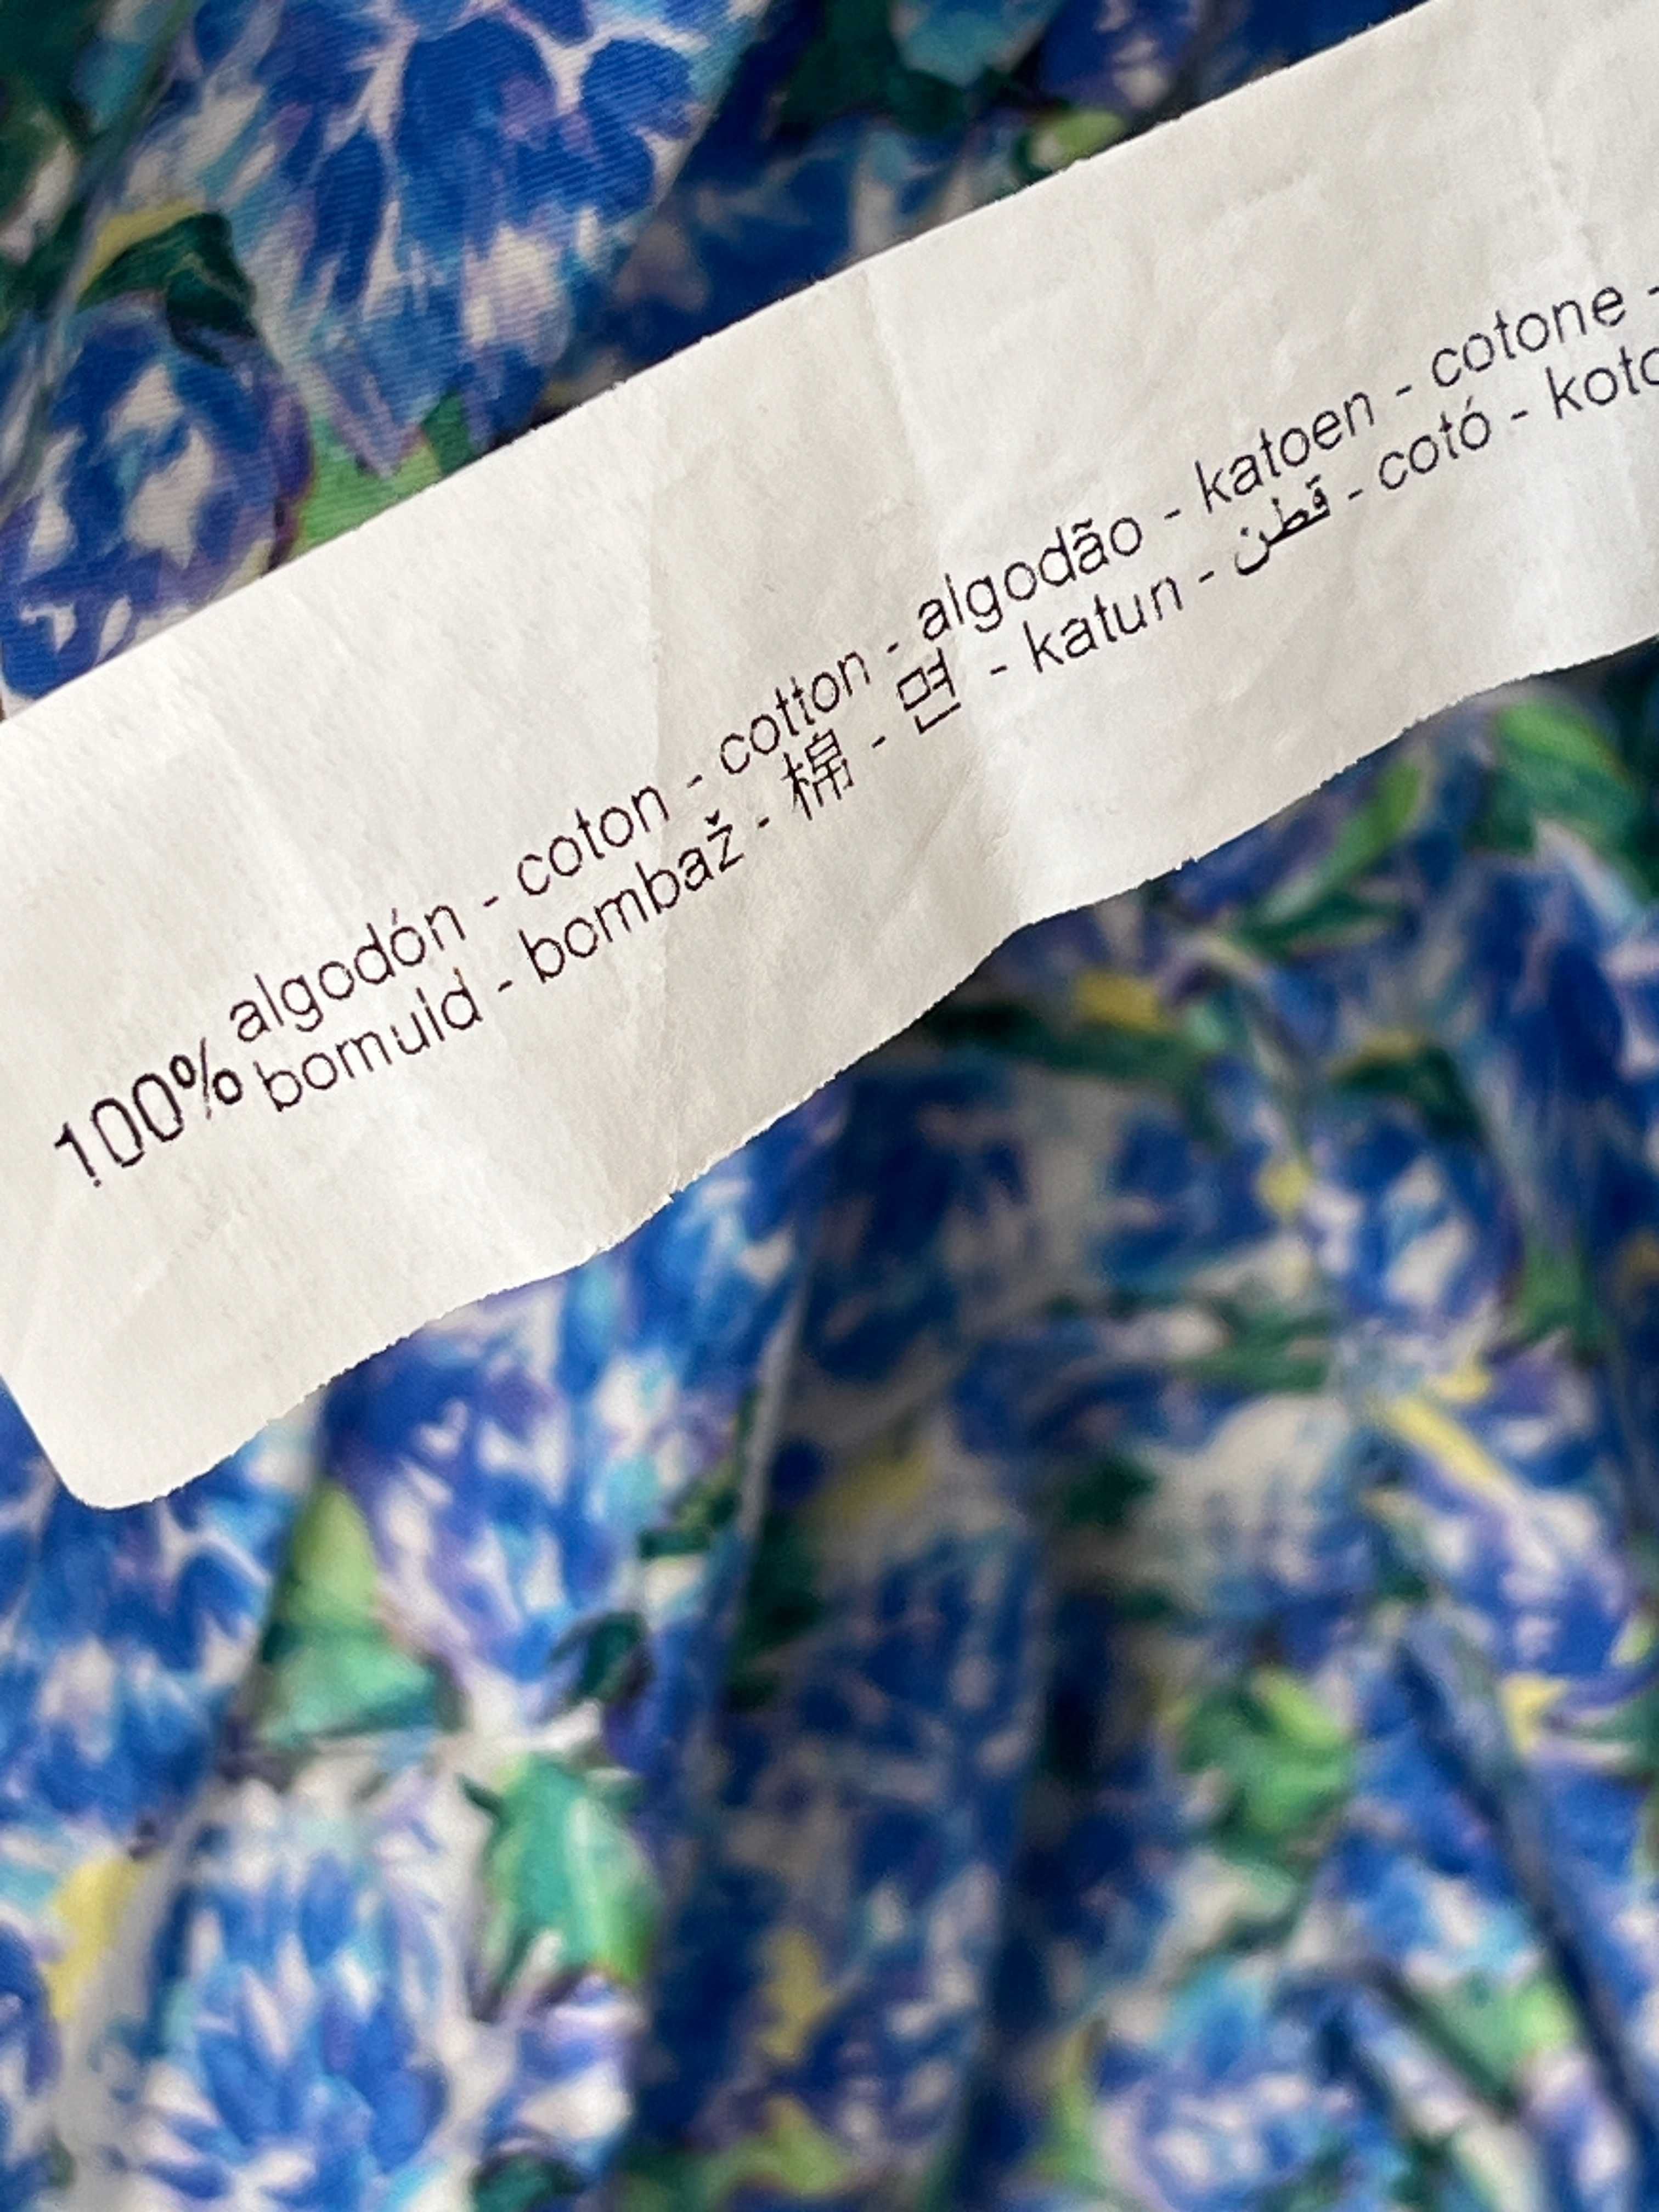 100% algodón - coton - cotton - algodão - katoen - cotone -
bomuld - bombaž - 棉 - 면 - katun - قطن - cotó -